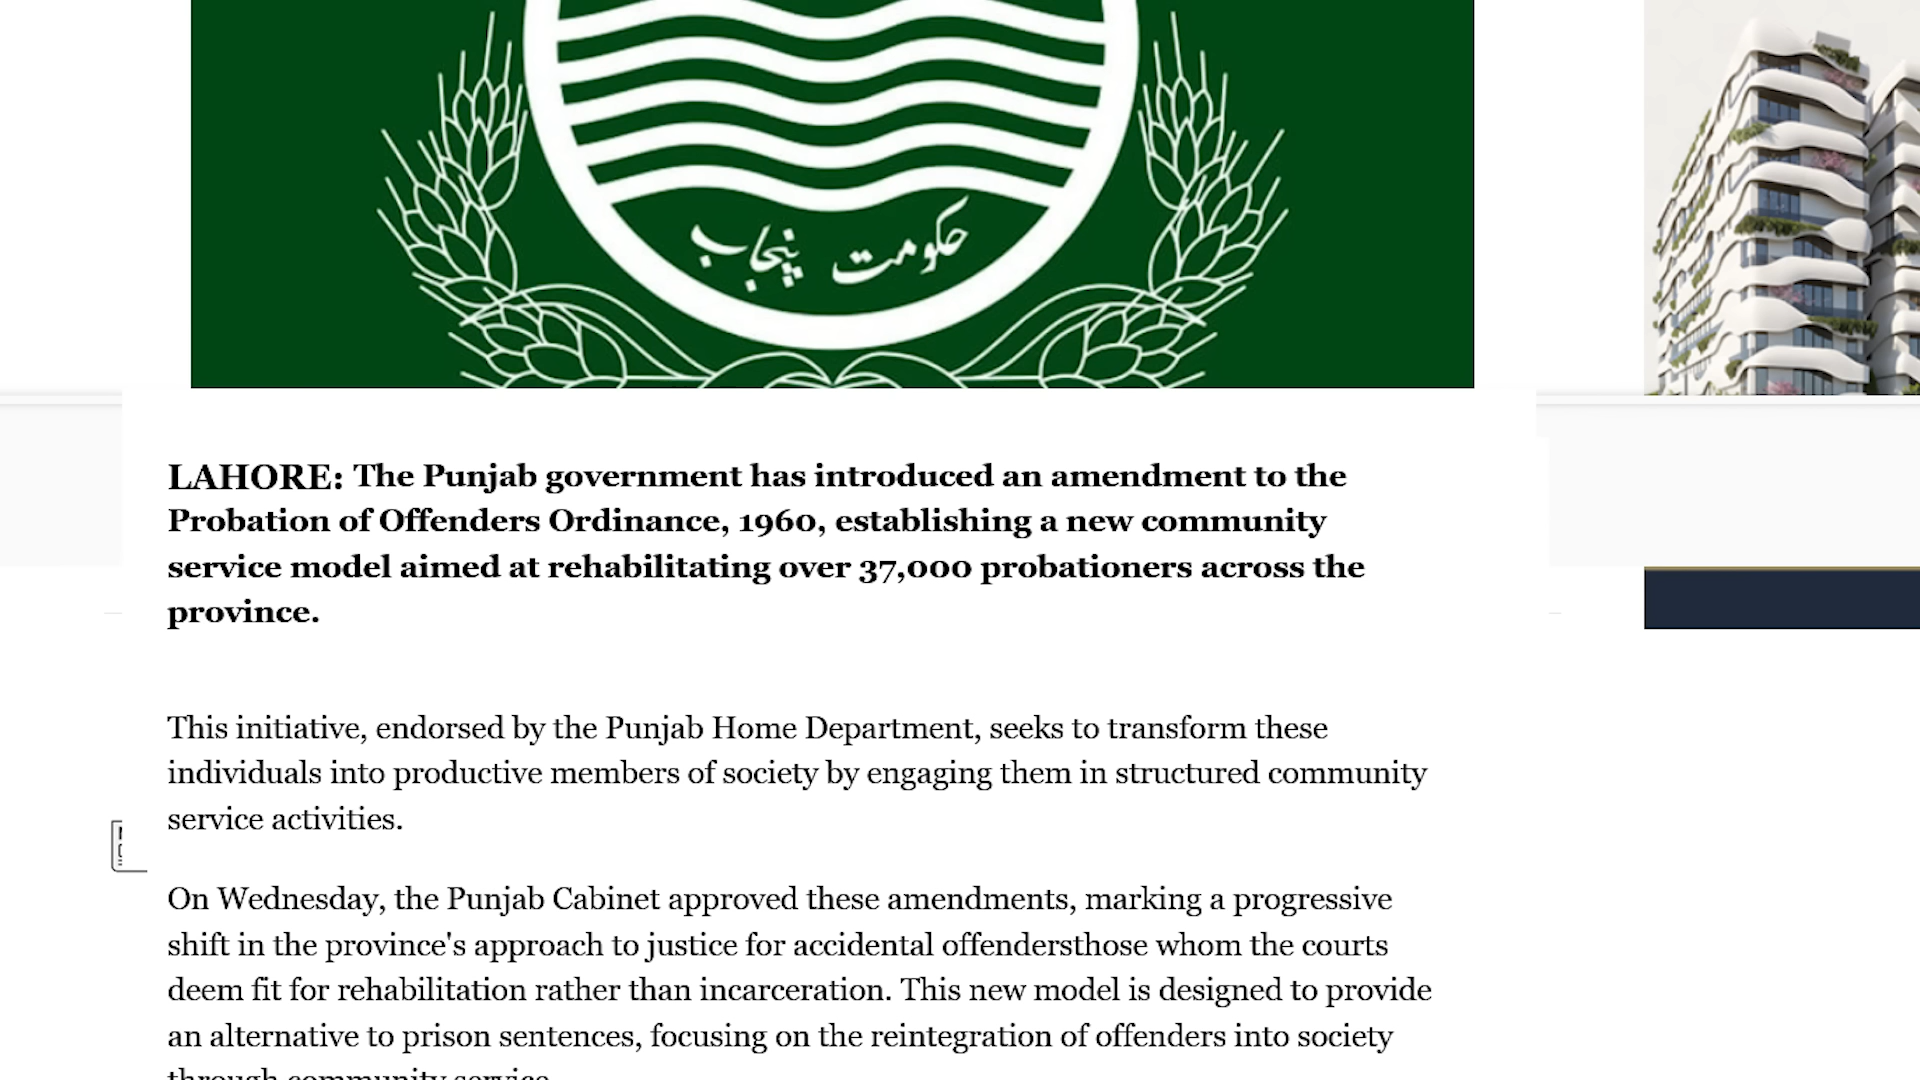 حکومت پنجاب
LAHORE: The Punjab government has introduced an amendment to the
Probation of Offenders Ordinance, 1960, establishing a new community
service model aimed at rehabilitating over 37,000 probationers across the
province.
This initiative, endorsed by the Punjab Home Department, seeks to transform these
individuals into productive members of society by engaging them in structured community
service activities.
On Wednesday, the Punjab Cabinet approved these amendments, marking a progressive
shift in the province's approach to justice for accidental offendersthose whom the courts
deem fit for rehabilitation rather than incarceration. This new model is designed to provide
an alternative to prison sentences, focusing on the reintegration of offenders into society
through community service